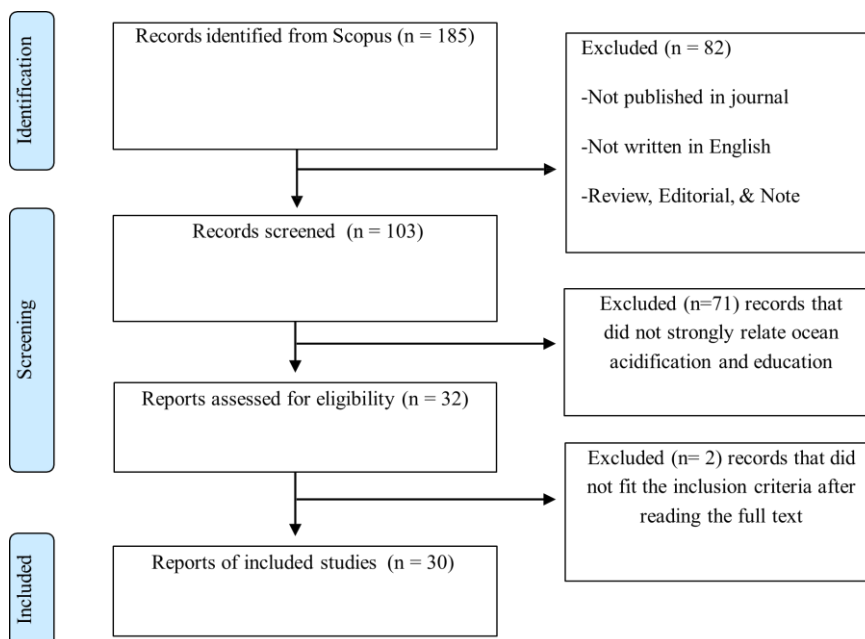 Identification
Records identified from Scopus (n = 185)
Excluded (n = 82)
-Not published in journal
-Not written in English
-Review, Editorial, & Note
Screening
Records screened (n = 103)
Excluded (n=71) records that
did not strongly relate ocean
acidification and education
Reports assessed for eligibility (n = 32)
Excluded (n= 2) records that did
not fit the inclusion criteria after
reading the full text
Included
Reports of included studies (n = 30)